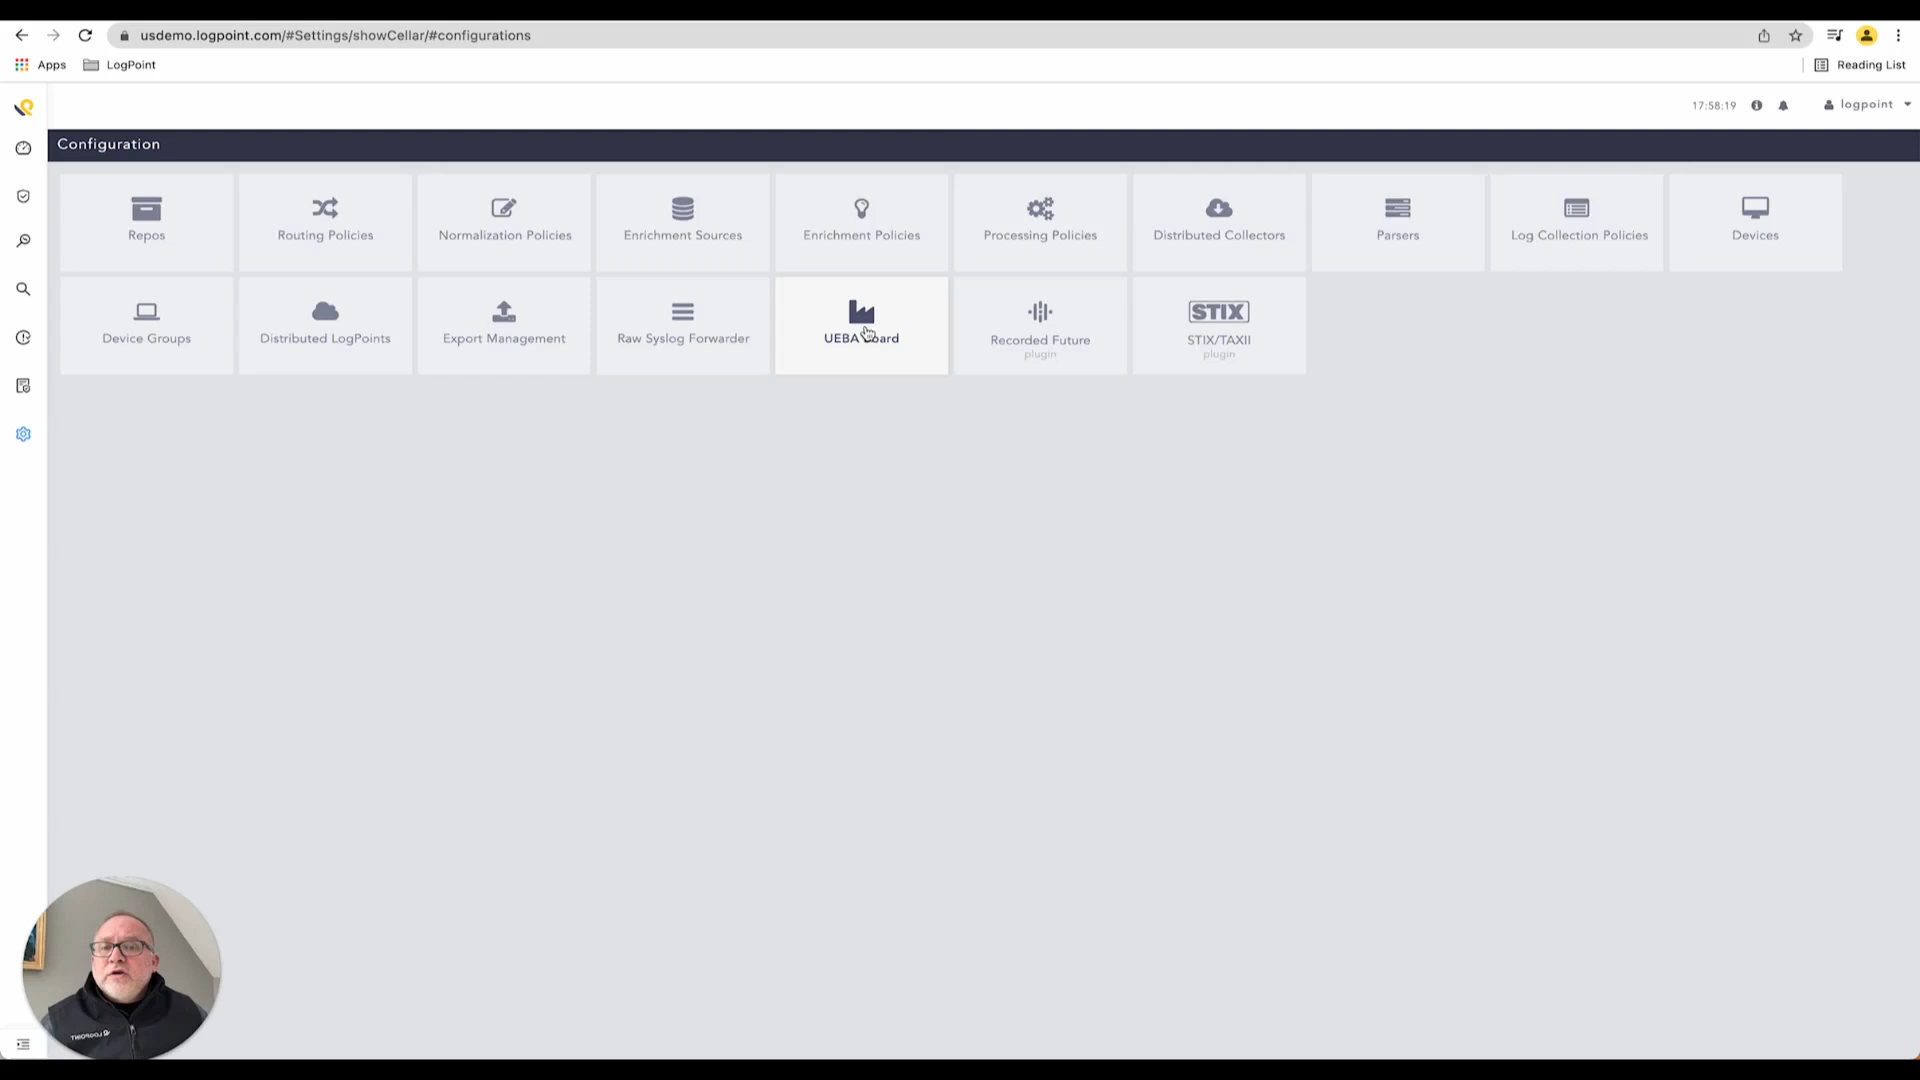 usdemo.logpoint.com/#Settings/showCellar/#configurations
Apps LogPoint Reading List
17:58:19 logpoint
Configuration
Repos Routing Policies Normalization Policies Enrichment Sources Enrichment Policies Processing Policies Distributed Collectors Parsers Log Collection Policies Devices
STIX
Device Groups Distributed LogPoints Export Management Raw Syslog Forwarder UEBA Board Recorded Future STIX/TAXII
plugin plugin
LOGPOINT